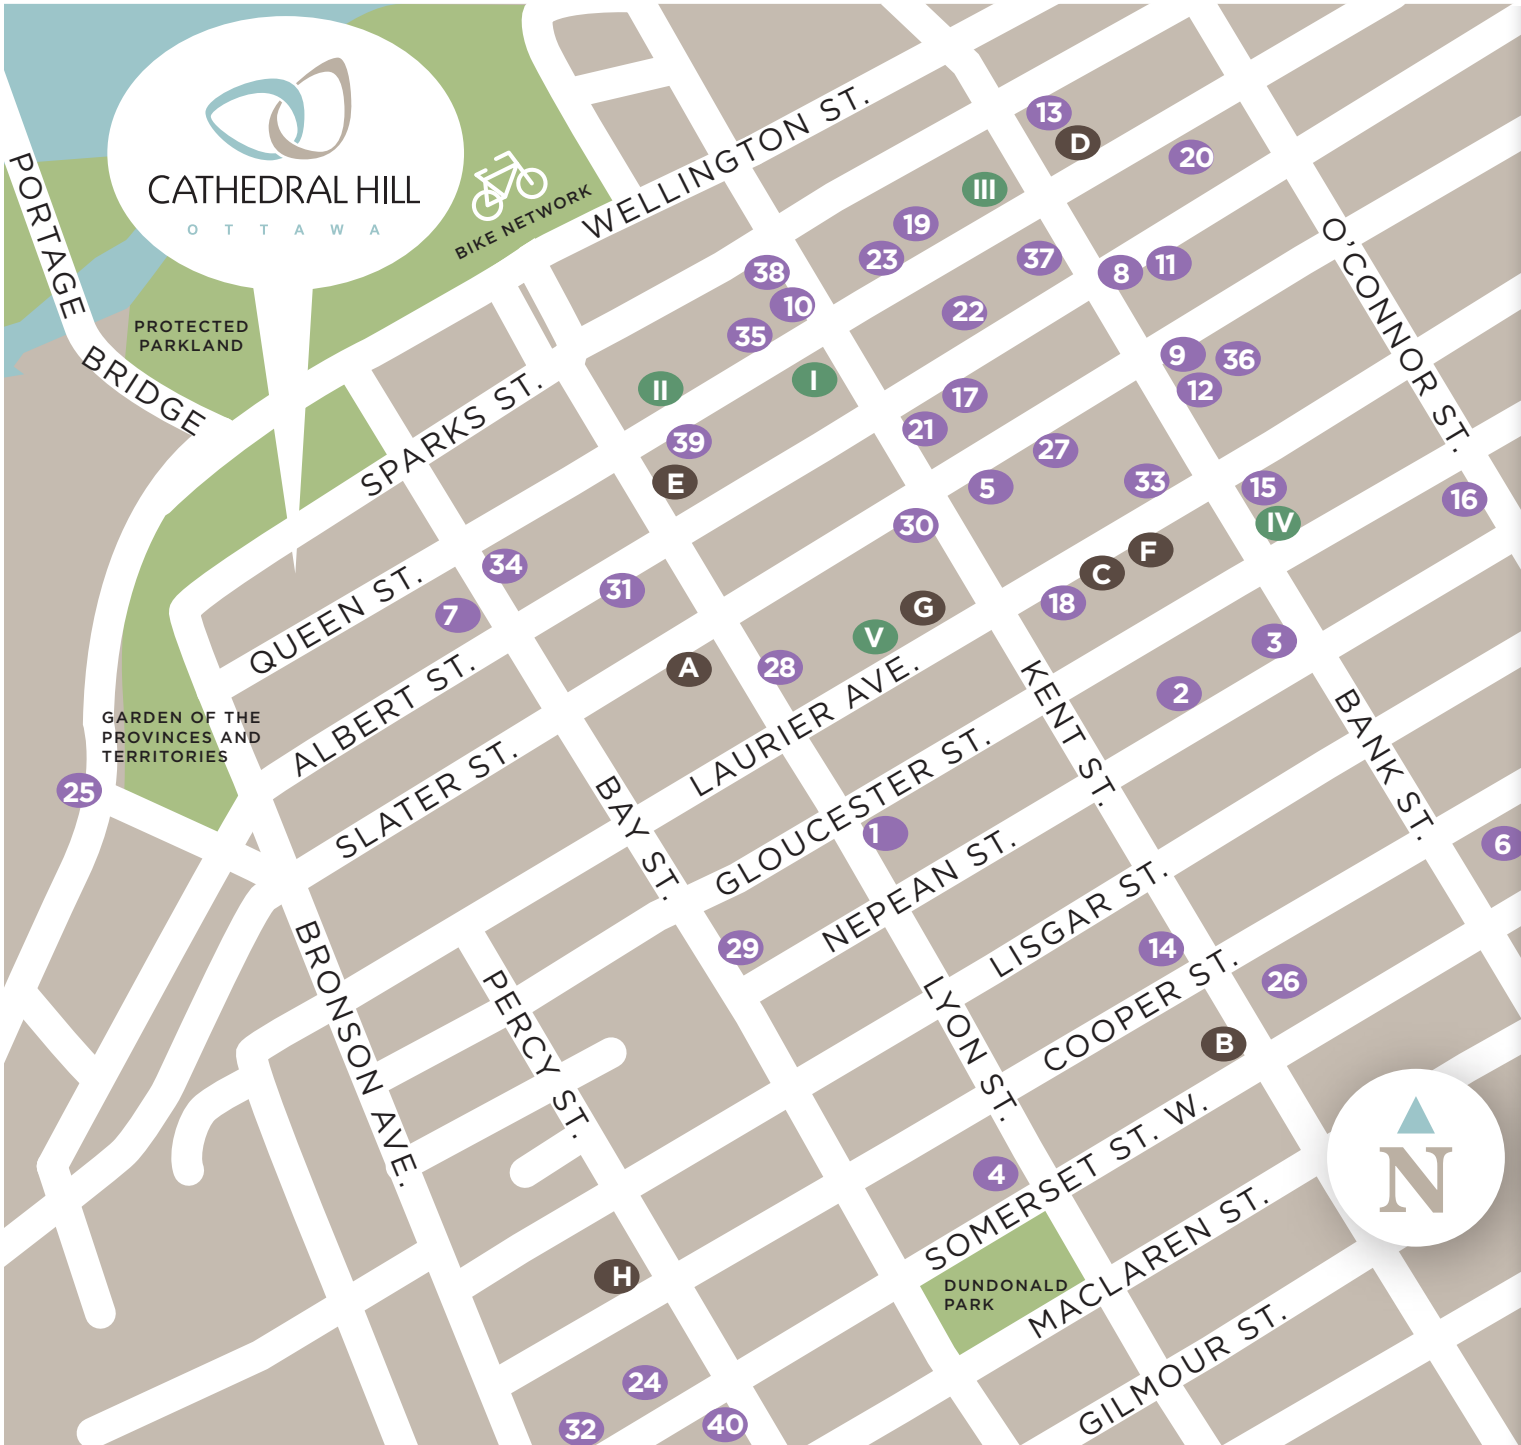 CATHEDRAL HILL
OTTAWA
PORTAGE
BRIDGE
PROTECTED
PARKLAND
BIKE NETWORK
WELLINGTON ST.
13
D
20
III
19
23
37
8
11
O'CONNOR ST.
38
10
35
22
9
36
12
II
I
SPARKS ST.
17
21
39
E
27
5
33
15
IV
16
30
34
31
7
QUEEN ST.
F
C
18
G
V
3
2
A
28
LAURIER AVE.
KENT ST.
BANK ST.
ALBERT ST.
GARDEN OF THE
PROVINCES AND
TERRITORIES
25
SLATER ST.
BAY ST.
GLOUCESTER ST.
1
6
NEPEAN ST.
LISGAR ST.
29
14
26
BRONSON AVE.
PERCY ST.
LYON ST.
COOPER ST.
B
N
4
SOMERSET ST. W.
H
DUNDONALD
PARK
MACLAREN ST.
GILMOUR ST.
24
32
40